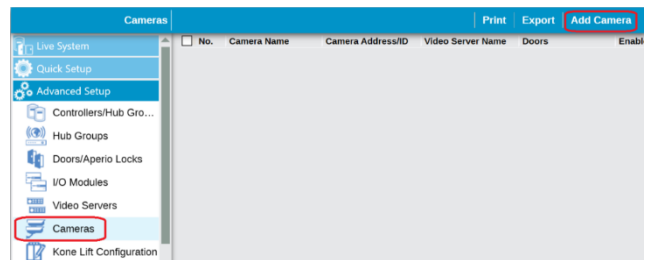 Cameras Print Export Add Camera
No. Camera Name Camera Address/ID Video Server Name Doors Enabl
Live System
Quick Setup
Advanced Setup
Controllers/Hub Gro...
Hub Groups
Doors/Aperio Locks
I/O Modules
Video Servers
Cameras
Kone Lift Configuration